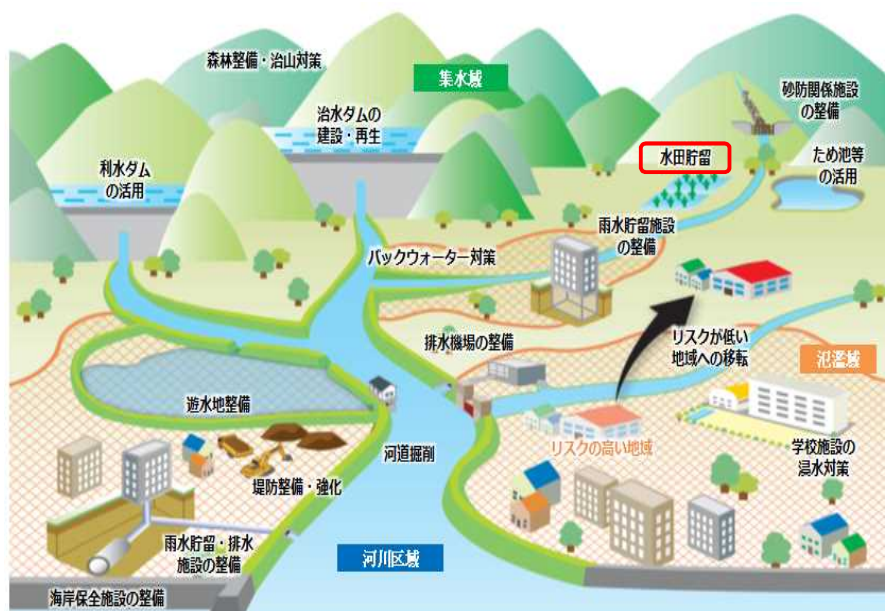 森林整備・治山対策
集水域
砂防関係施設
の整備
治水ダムの
建設・再生
水田貯留
ため池等
の活用
利水ダム
の活用
雨水貯留施設
の整備
バックウォーター対策
排水機場の整備
リスクが低い
地域への移転
氾濫域
遊水地整備
リスクの高い地域
学校施設の
浸水対策
河道掘削
堤防整備・強化
雨水貯留・排水
施設の整備
河川区域
海岸保全施設の整備